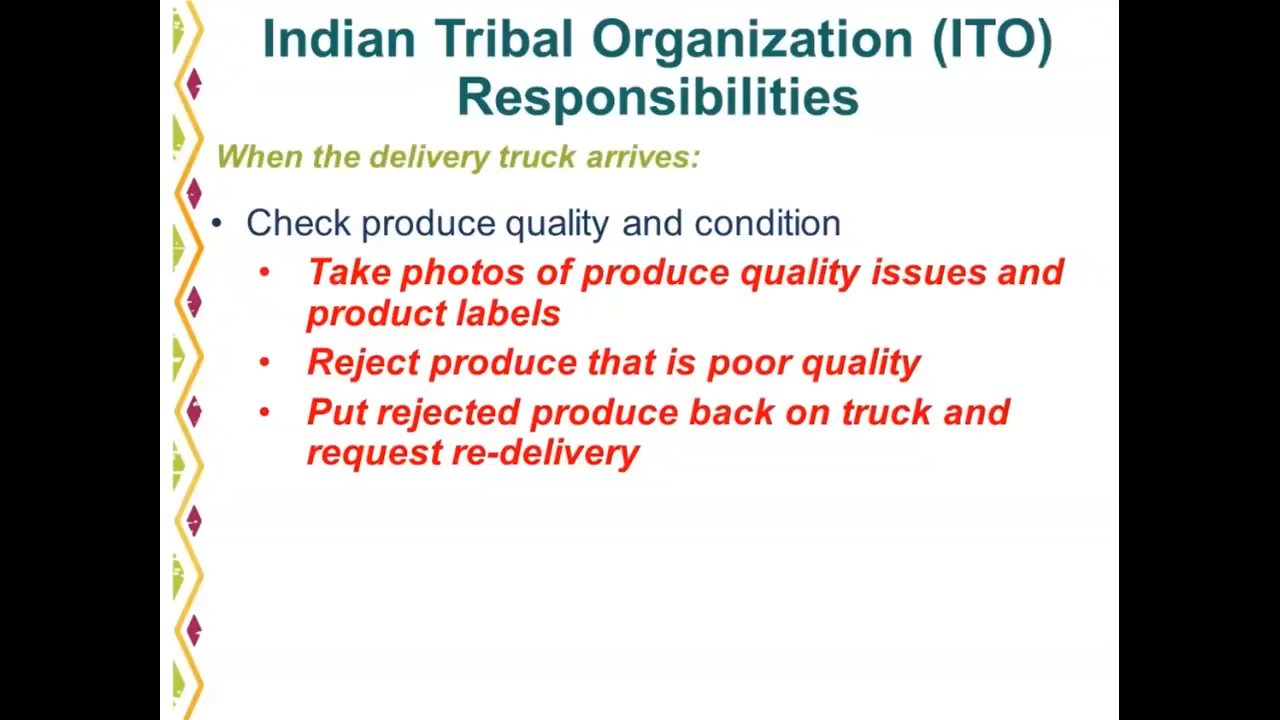 Indian Tribal Organization (ITO)
Responsibilities
When the delivery truck arrives:
• Check produce quality and condition
• Take photos of produce quality issues and
product labels
• Reject produce that is poor quality
• Put rejected produce back on truck and
request re-delivery